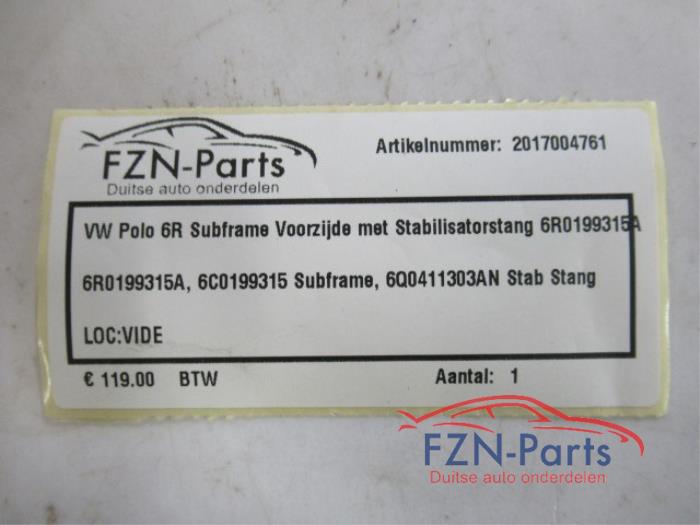 FZN-Parts
Duitse auto onderdelen
Artikelnummer: 2017004761
VW Polo 6R Subframe Voorzijde met Stabilisatorstang 6R0199315A
6R0199315A, 6C0199315 Subframe, 6Q0411303AN Stab Stang
LOC:VIDE
€ 119.00 BTW
Aantal: 1
FZN-Parts
Duitse auto onderdelen